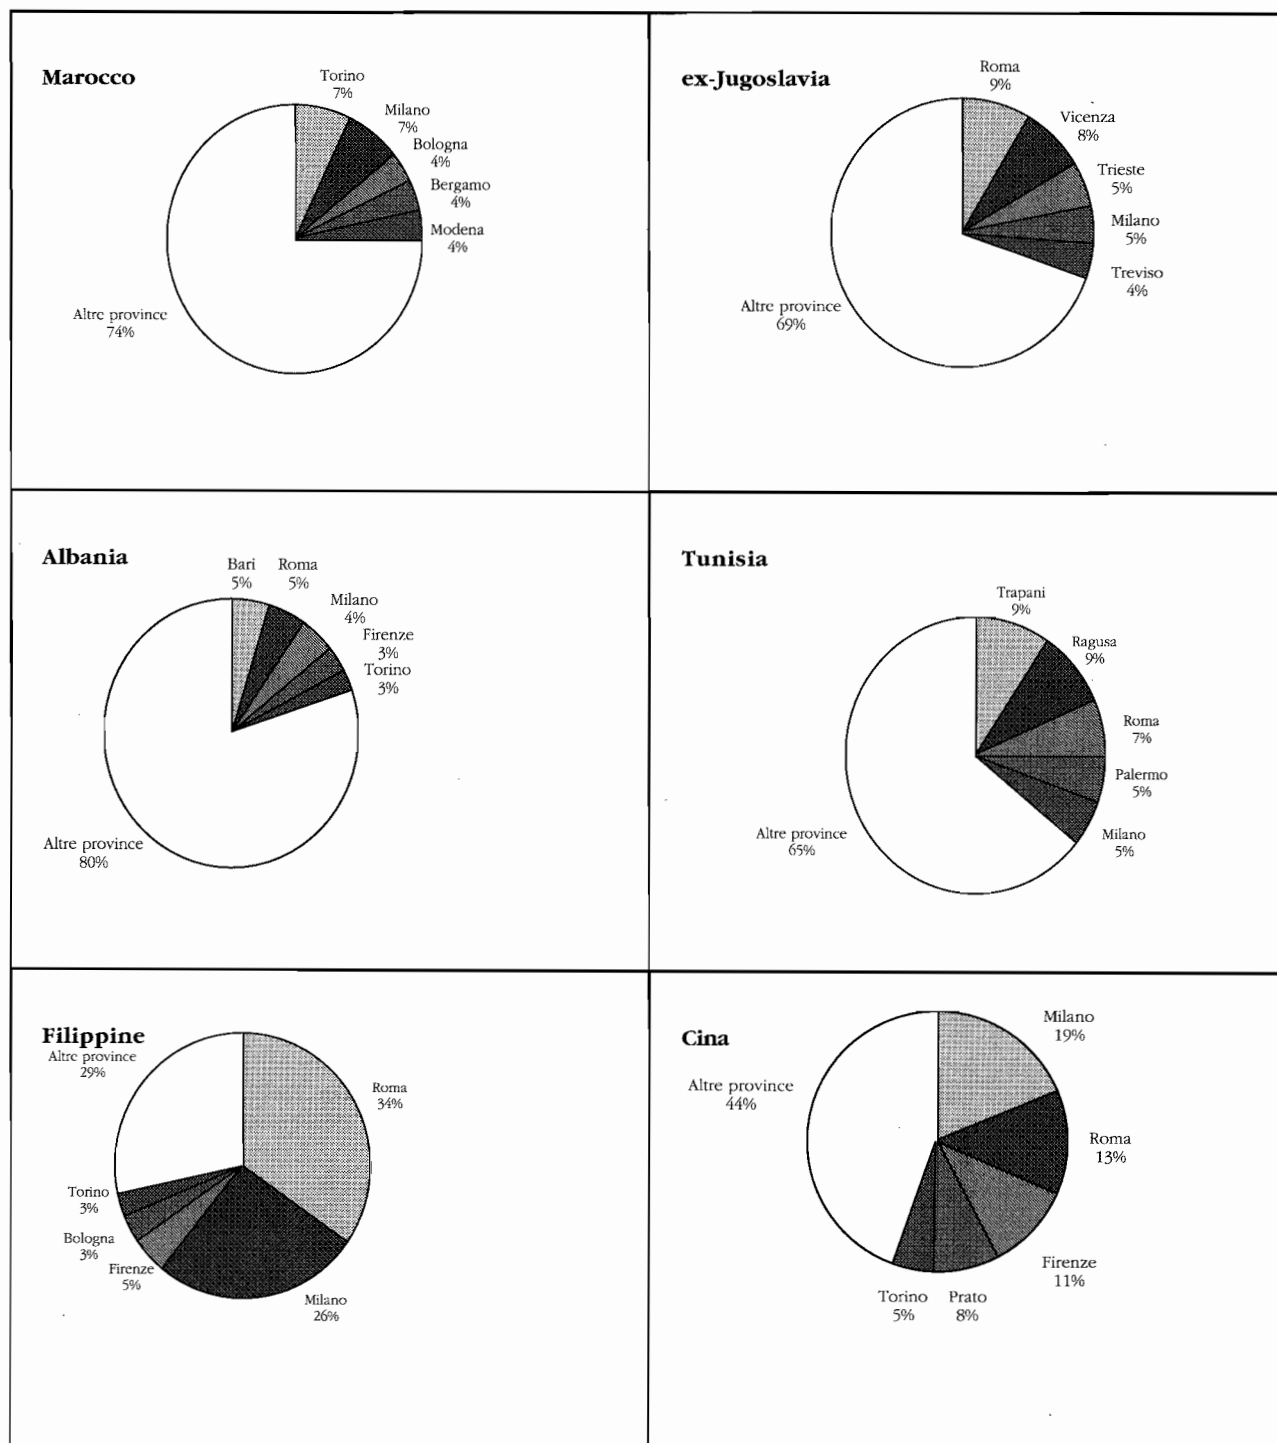 Marocco
Torino
7%
Milano
7%
Bologna
4%
Bergamo
4%
Modena
4%
Altre province
74%
ex-Jugoslavia
Roma
9%
Vicenza
8%
Trieste
5%
Milano
5%
Treviso
4%
Altre province
69%
Albania
Bari
5%
Roma
5%
Milano
4%
Firenze
3%
Torino
3%
Altre province
80%
Tunisia
Trapani
9%
Ragusa
9%
Roma
7%
Palermo
5%
Milano
5%
Altre province
65%
Filippine
Altre province
29%
Roma
34%
Torino
3%
Bologna
3%
Firenze
5%
Milano
26%
Cina
Milano
19%
Altre province
44%
Roma
13%
Firenze
11%
Torino
5%
Prato
8%